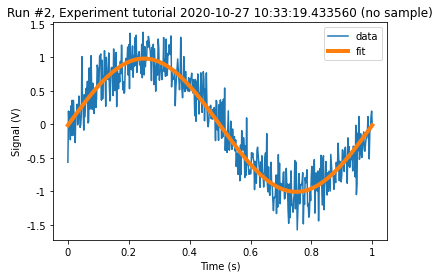 Run #2, Experiment tutorial 2020-10-27 10:33:19.433560 (no sample)
1.5
1
0.5
0
-0.5
-1
-1.5
Signal (V)
data
fit
0
0.2
0.4
0.6
0.8
1
Time (s)